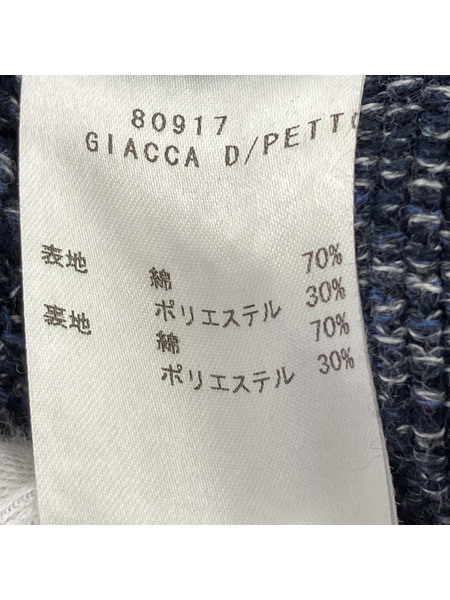 80917
GIACCA D/PETTO
表地 綿 70%
ポリエステル 30%
裏地 綿 70%
ポリエステル 30%